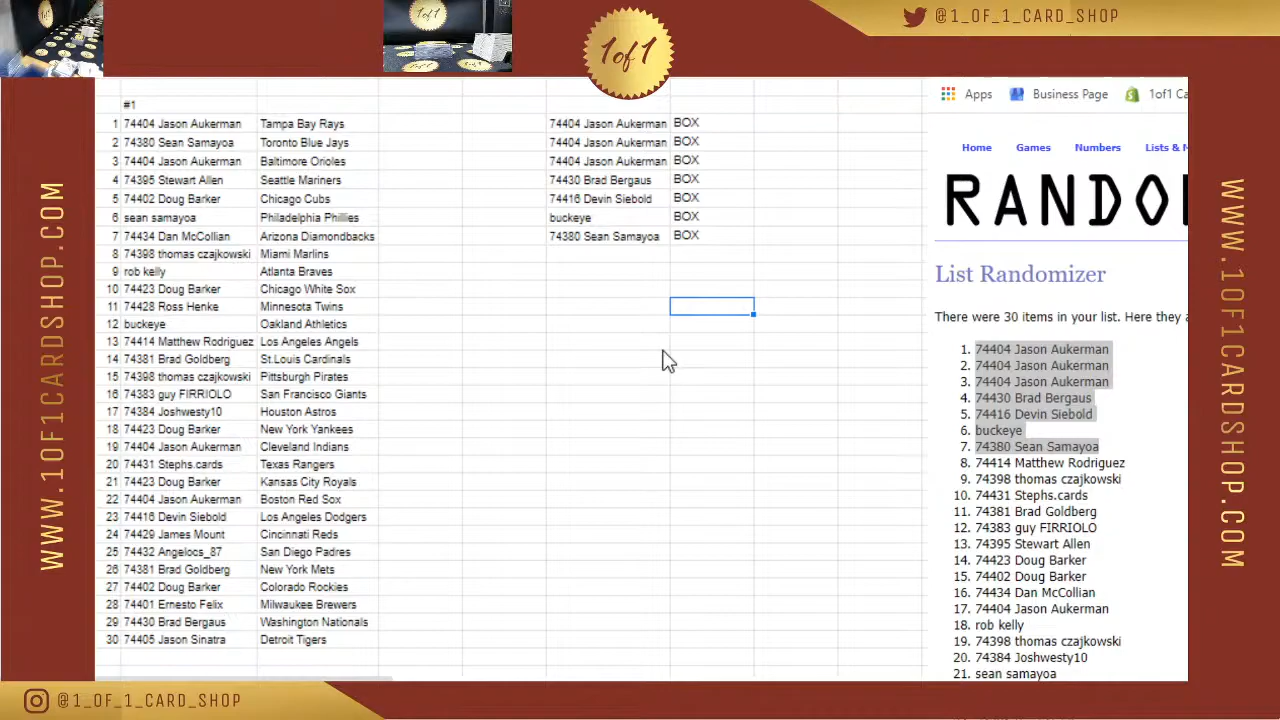 1of1
1of1
1of1
@1_OF_1_CARD_SHOP
WWW.1OF1CARDSHOP.COM
#1
1 74404 Jason Aukerman Tampa Bay Rays
2 74380 Sean Samayoa Toronto Blue Jays
3 74404 Jason Aukerman Baltimore Orioles
4 74395 Stewart Allen Seattle Mariners
5 74402 Doug Barker Chicago Cubs
6 sean samayoa Philadelphia Phillies
7 74434 Dan McCollian Arizona Diamondbacks
8 74398 thomas czajkowski Miami Marlins
9 rob kelly Atlanta Braves
10 74423 Doug Barker Chicago White Sox
11 74428 Ross Henke Minnesota Twins
12 buckeye Oakland Athletics
13 74414 Matthew Rodriguez Los Angeles Angels
14 74381 Brad Goldberg St.Louis Cardinals
15 74398 thomas czajkowski Pittsburgh Pirates
16 74383 guy FIRRIOLO San Francisco Giants
17 74384 Joshwesty10 Houston Astros
18 74423 Doug Barker New York Yankees
19 74404 Jason Aukerman Cleveland Indians
20 74431 Stephs.cards Texas Rangers
21 74423 Doug Barker Kansas City Royals
22 74404 Jason Aukerman Boston Red Sox
23 74416 Devin Siebold Los Angeles Dodgers
24 74429 James Mount Cincinnati Reds
25 74432 Angelocs_87 San Diego Padres
26 74381 Brad Goldberg New York Mets
27 74402 Doug Barker Colorado Rockies
28 74401 Ernesto Felix Milwaukee Brewers
29 74430 Brad Bergaus Washington Nationals
30 74405 Jason Sinatra Detroit Tigers
74404 Jason Aukerman BOX
74404 Jason Aukerman BOX
74404 Jason Aukerman BOX
74430 Brad Bergaus BOX
74416 Devin Siebold BOX
buckeye BOX
74380 Sean Samayoa BOX
Apps Business Page 1of1 Ca
Home Games Numbers Lists & M
RANDO
List Randomizer
There were 30 items in your list. Here they a
1. 74404 Jason Aukerman
2. 74404 Jason Aukerman
3. 74404 Jason Aukerman
4. 74430 Brad Bergaus
5. 74416 Devin Siebold
6. buckeye
7. 74380 Sean Samayoa
8. 74414 Matthew Rodriguez
9. 74398 thomas czajkowski
10. 74431 Stephs.cards
11. 74381 Brad Goldberg
12. 74383 guy FIRRIOLO
13. 74395 Stewart Allen
14. 74423 Doug Barker
15. 74402 Doug Barker
16. 74434 Dan McCollian
17. 74404 Jason Aukerman
18. rob kelly
19. 74398 thomas czajkowski
20. 74384 Joshwesty10
21. sean samayoa
WWW.1OF1CARDSHOP.COM
@1_OF_1_CARD_SHOP